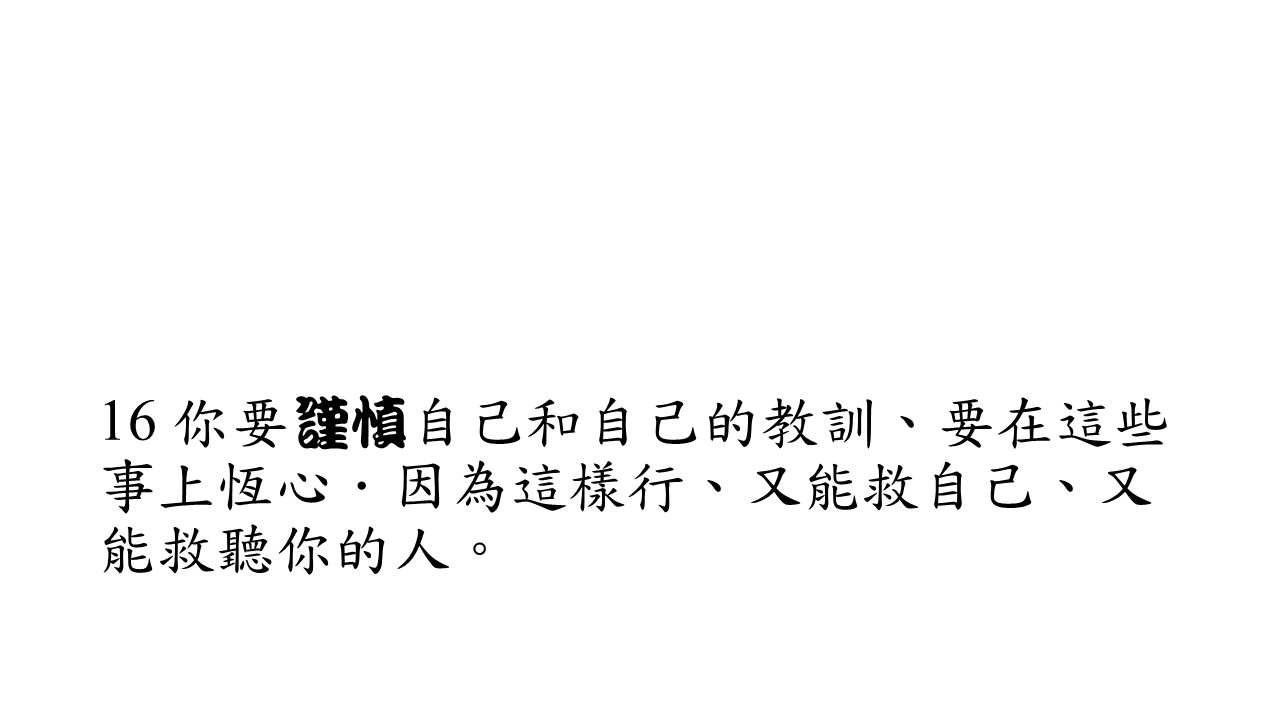 16 你要謹慎自己和自己的教訓、要在這些
事上恆心．因為這樣行、又能救自己、又
能救聽你的人。